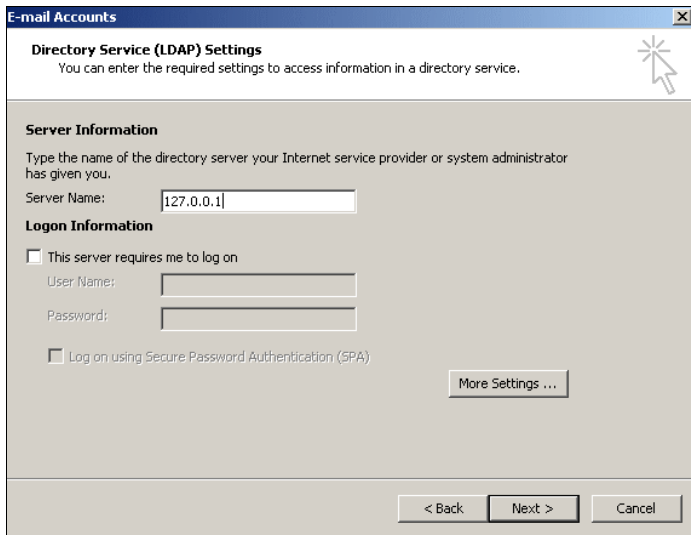 E-mail Accounts
Directory Service (LDAP) Settings
You can enter the required settings to access information in a directory service.
Server Information
Type the name of the directory server your Internet service provider or system administrator
has given you.
Server Name: 127.0.0.1
Logon Information
This server requires me to log on
User Name:
Password:
Log on using Secure Password Authentication (SPA)
More Settings ...
< Back Next > Cancel